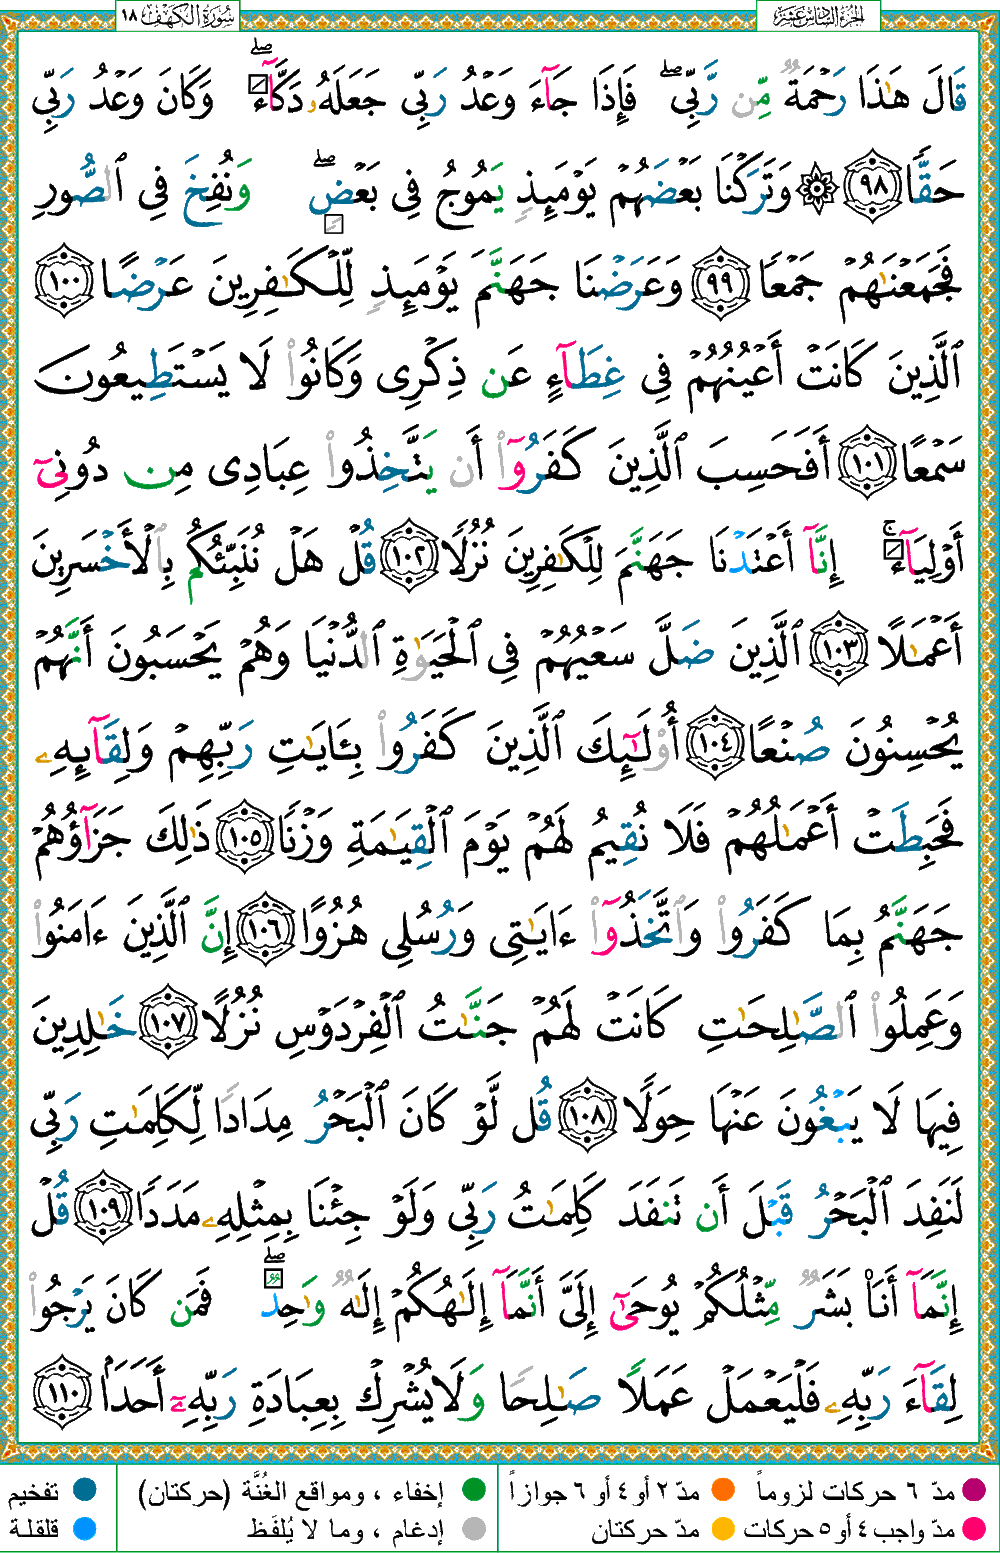 الجزء السادس عشر
سورة الكهف ١٨
قَالَ هَٰذَا رَحْمَةٌ مِّن رَّبِّى ۖ فَإِذَا جَآءَ وَعْدُ رَبِّى جَعَلَهُۥ دَكَّآءَ ۖ وَكَانَ وَعْدُ رَبِّى
حَقًّا ٩٨ ۞ وَتَرَكْنَا بَعْضَهُمْ يَوْمَئِذٍ يَمُوجُ فِى بَعْضٍ ۖ وَنُفِخَ فِى ٱلصُّورِ
فَجَمَعْنَٰهُمْ جَمْعًا ٩٩ وَعَرَضْنَا جَهَنَّمَ يَوْمَئِذٍ لِّلْكَٰفِرِينَ عَرْضًا ١٠٠
ٱلَّذِينَ كَانَتْ أَعْيُنُهُمْ فِى غِطَآءٍ عَن ذِكْرِى وَكَانُوا۟ لَا يَسْتَطِيعُونَ
سَمْعًا ١٠١ أَفَحَسِبَ ٱلَّذِينَ كَفَرُوٓا۟ أَن يَتَّخِذُوا۟ عِبَادِى مِن دُونِىٓ
أَوْلِيَآءَ ۚ إِنَّآ أَعْتَدْنَا جَهَنَّمَ لِلْكَٰفِرِينَ نُزُلًا ١٠٢ قُلْ هَلْ نُنَبِّئُكُم بِٱلْأَخْسَرِينَ
أَعْمَٰلًا ١٠٣ ٱلَّذِينَ ضَلَّ سَعْيُهُمْ فِى ٱلْحَيَوٰةِ ٱلدُّنْيَا وَهُمْ يَحْسَبُونَ أَنَّهُمْ
يُحْسِنُونَ صُنْعًا ١٠٤ أُو۟لَٰٓئِكَ ٱلَّذِينَ كَفَرُوا۟ بِـَٔايَٰتِ رَبِّهِمْ وَلِقَآئِهِۦ
فَحَبِطَتْ أَعْمَٰلُهُمْ فَلَا نُقِيمُ لَهُمْ يَوْمَ ٱلْقِيَٰمَةِ وَزْنًا ١٠٥ ذَٰلِكَ جَزَآؤُهُمْ
جَهَنَّمُ بِمَا كَفَرُوا۟ وَٱتَّخَذُوٓا۟ ءَايَٰتِى وَرُسُلِى هُزُوًا ١٠٦ إِنَّ ٱلَّذِينَ ءَامَنُوا۟
وَعَمِلُوا۟ ٱلصَّٰلِحَٰتِ كَانَتْ لَهُمْ جَنَّٰتُ ٱلْفِرْدَوْسِ نُزُلًا ١٠٧ خَٰلِدِينَ
فِيهَا لَا يَبْغُونَ عَنْهَا حِوَلًا ١٠٨ قُل لَّوْ كَانَ ٱلْبَحْرُ مِدَادًا لِّكَلِمَٰتِ رَبِّى
لَنَفِدَ ٱلْبَحْرُ قَبْلَ أَن تَنفَدَ كَلِمَٰتُ رَبِّى وَلَوْ جِئْنَا بِمِثْلِهِۦ مَدَدًا ١٠٩ قُلْ
إِنَّمَآ أَنَا۠ بَشَرٌ مِّثْلُكُمْ يُوحَىٰٓ إِلَىَّ أَنَّمَآ إِلَٰهُكُمْ إِلَٰهٌ وَٰحِدٌ ۖ فَمَن كَانَ يَرْجُوا۟
لِقَآءَ رَبِّهِۦ فَلْيَعْمَلْ عَمَلًا صَٰلِحًا وَلَا يُشْرِكْ بِعِبَادَةِ رَبِّهِۦٓ أَحَدًۢا ١١٠
مدّ ٦ حركات لزوماً
مدّ ٢ أو ٤ أو ٦ جوازاً
إخفاء ، ومواقع الغُنَّة (حركتان)
تفخيم
مدّ واجب ٤ أو ٥ حركات
مدّ حركتان
إدغام ، وما لا يُلفَظ
قلقلة